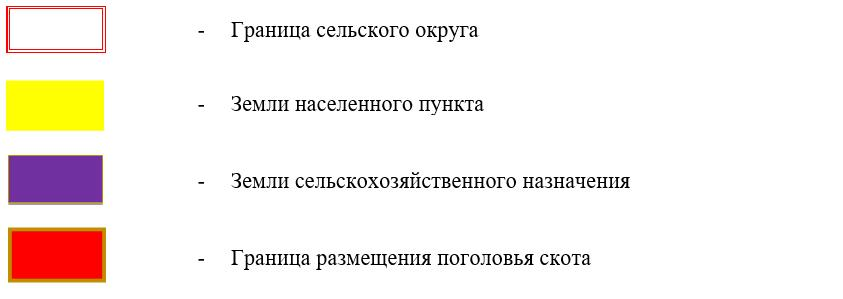 - Граница сельского округа
- Земли населенного пункта
- Земли сельскохозяйственного назначения
- Граница размещения поголовья скота